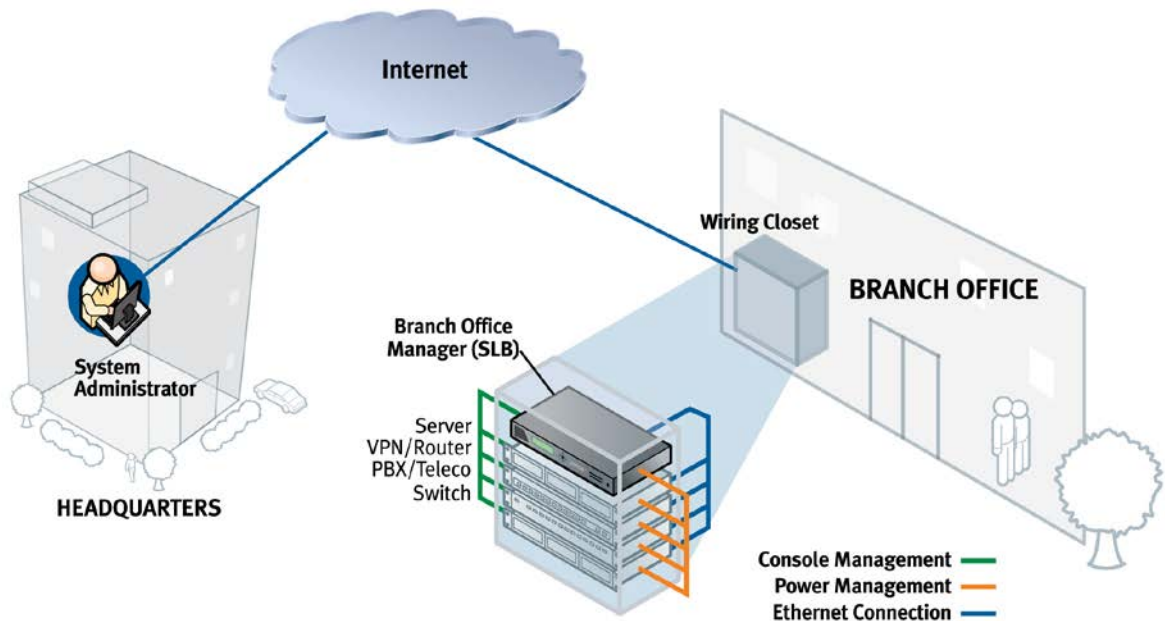 Internet
Wiring Closet
BRANCH OFFICE
Branch Office
Manager (SLB)
System
Administrator
Server
VPN/Router
PBX/Teleco
Switch
HEADQUARTERS
Console Management
Power Management
Ethernet Connection